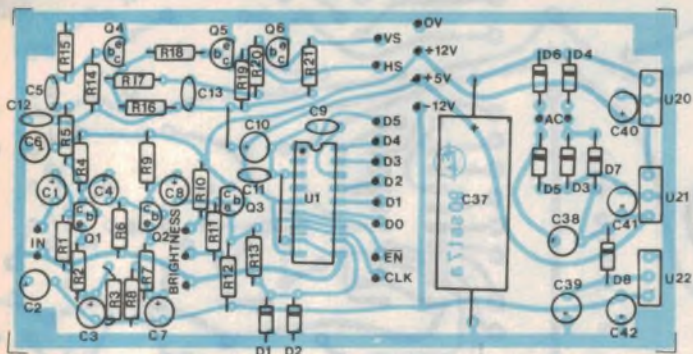 Q4
Q5 Q6
OV
R15
R18
VS
+12V
D6 D4
HS
R14
R17
R19
R20
R21
+5V
C5
C13
U20
R16
-12V
C12
C9
D5
AC
C40
C6
R5
C10
D4
R4
R9
D3
D7
C11
D2
U21
C1 C4 C8
R10
U1
C37
D5 D3
Q3
D1
C38
C41
IN
Q1
R6
Q2
BRIGHTNESS
R11
DO
R1
R13
EN
R2
R7
R12
CLK
D8
U22
C2
R3
R8
C39
C3
C7
C42
D1 D2